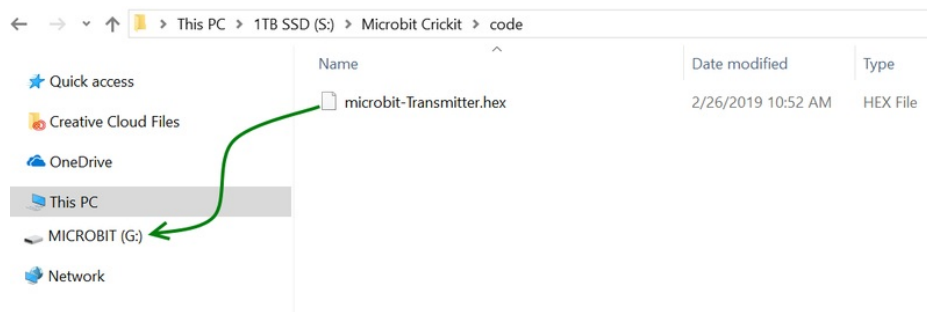 This PC > 1TB SSD (S:) > Microbit Crickit > code
Name Date modified Type
Quick access
microbit-Transmitter.hex 2/26/2019 10:52 AM HEX File
Creative Cloud Files
OneDrive
This PC
MICROBIT (G:)
Network